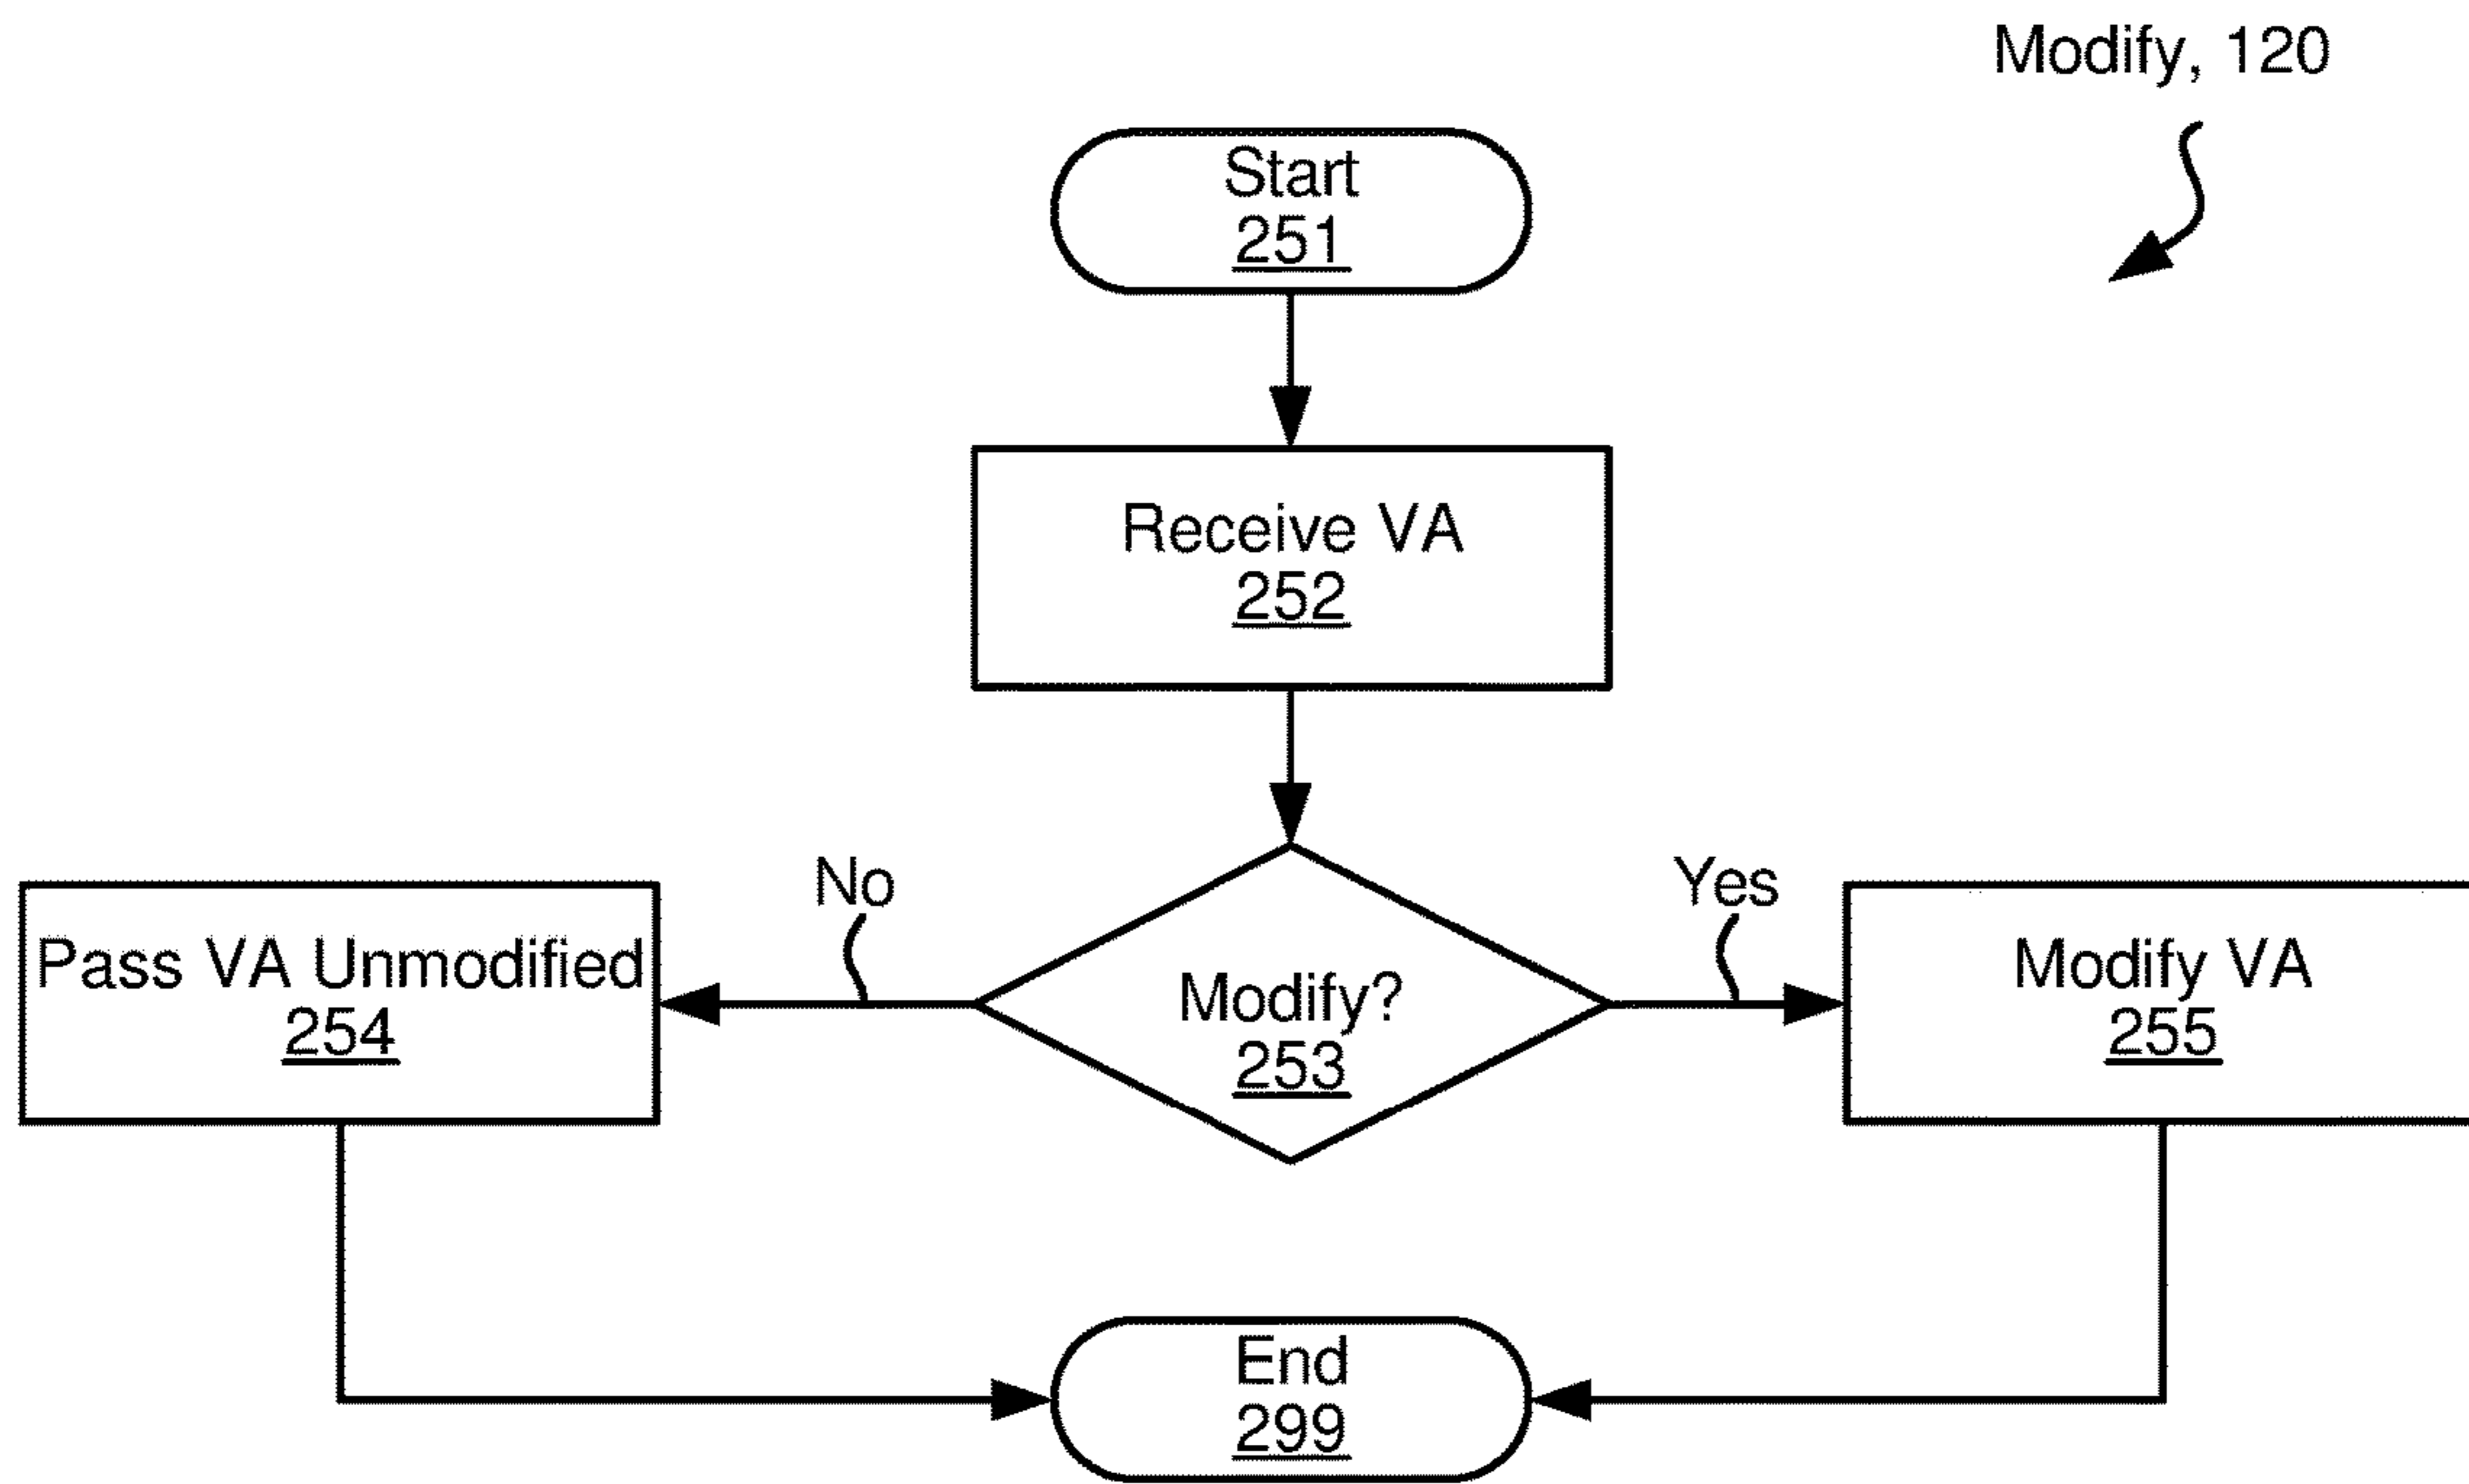 Modify, 120
Start
251
Receive VA
252
No
Yes
Pass VA Unmodified
254
Modify?
253
Modify VA
255
End
299